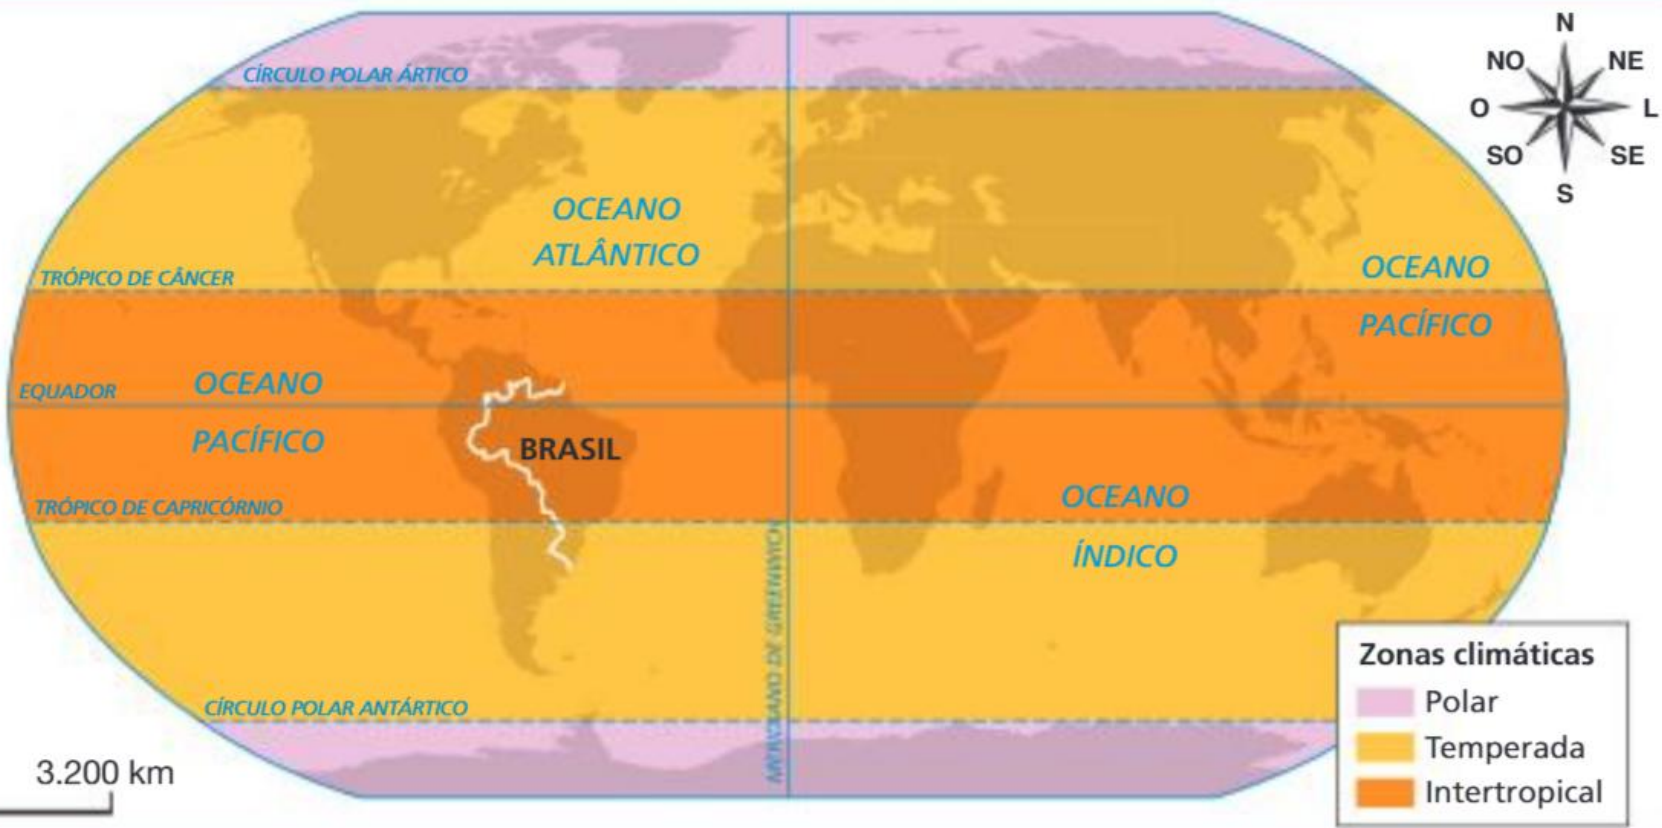 N
NO
NE
O
L
SO
SE
S
CÍRCULO POLAR ÁRTICO
OCEANO
ATLÂNTICO
TRÓPICO DE CÂNCER
OCEANO
PACÍFICO
EQUADOR
OCEANO
PACÍFICO
BRASIL
TRÓPICO DE CAPRICÓRNIO
OCEANO
ÍNDICO
MERIDIANO DE GREENWICH
CÍRCULO POLAR ANTÁRTICO
3.200 km
Zonas climáticas
Polar
Temperada
Intertropical